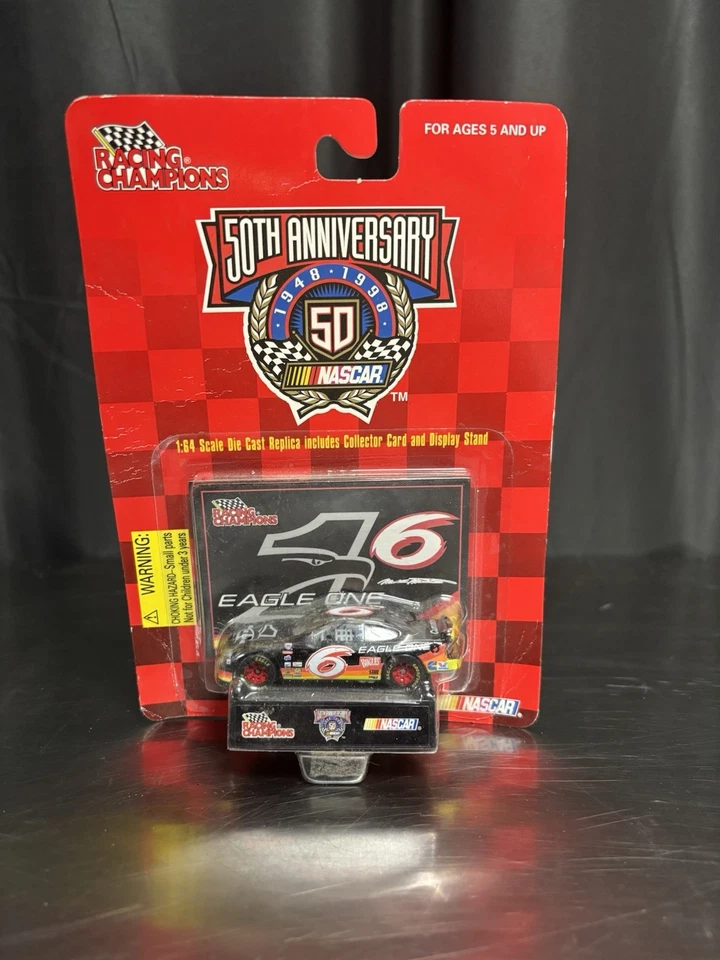 RACING®
CHAMPIONS
FOR AGES 5 AND UP
50TH ANNIVERSARY
1948 · 1998
50
NASCAR®
TM
1:64 Scale Die Cast Replica includes Collector Card and Display Stand
RACING
CHAMPIONS
6
EAGLE ONE
WARNING:
CHOKING HAZARD-Small parts
Not for Children under 3 years
6
EAGLE ONE
RACING
CHAMPIONS
50TH ANNIVERSARY
NASCAR®
NASCAR®